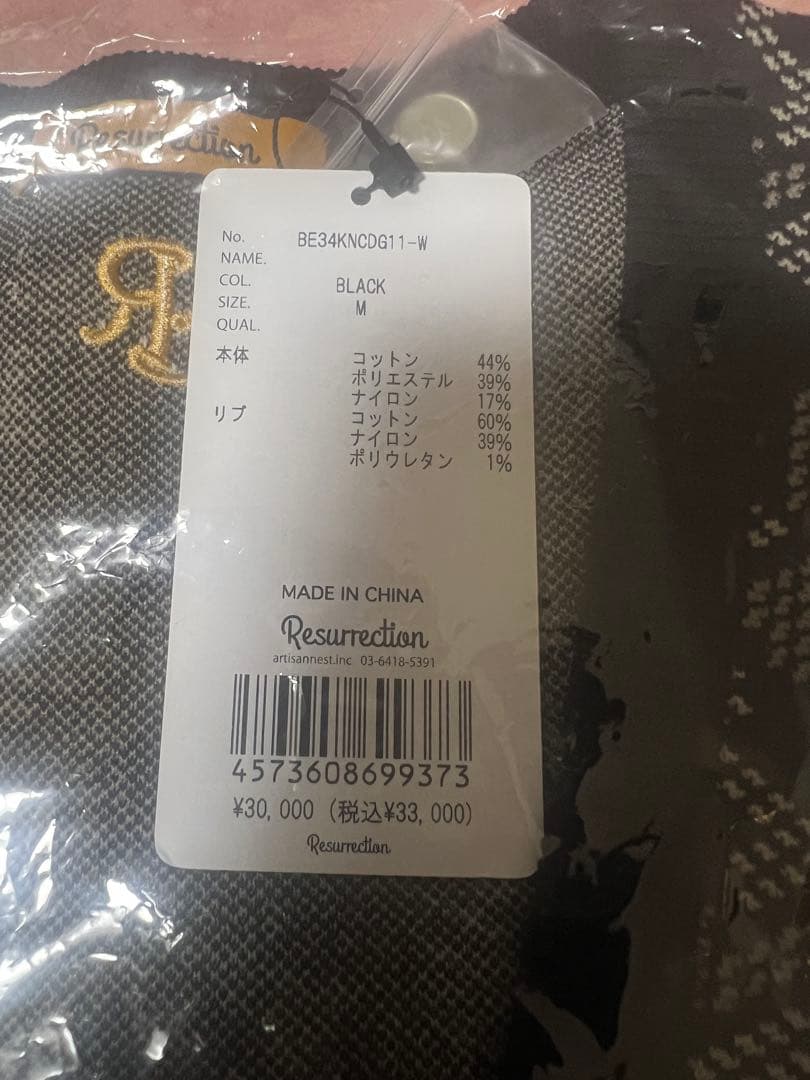 Resurrection
R
No. BE34KNCDG11-W
NAME.
COL. BLACK
SIZE. M
QUAL.
本体 コットン 44%
ポリエステル 39%
ナイロン 17%
リブ コットン 60%
ナイロン 39%
ポリウレタン 1%
MADE IN CHINA
Resurrection
artisannest.inc 03-6418-5391
4573608699373
¥30,000 (税込¥33,000)
Resurrection